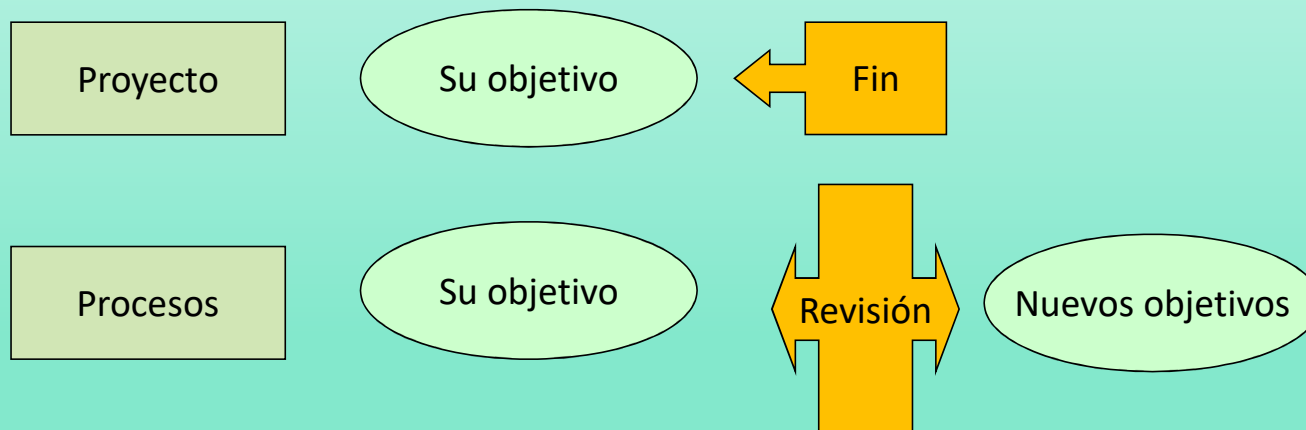 Proyecto
Su objetivo
Fin
Procesos
Su objetivo
Revisión
Nuevos objetivos